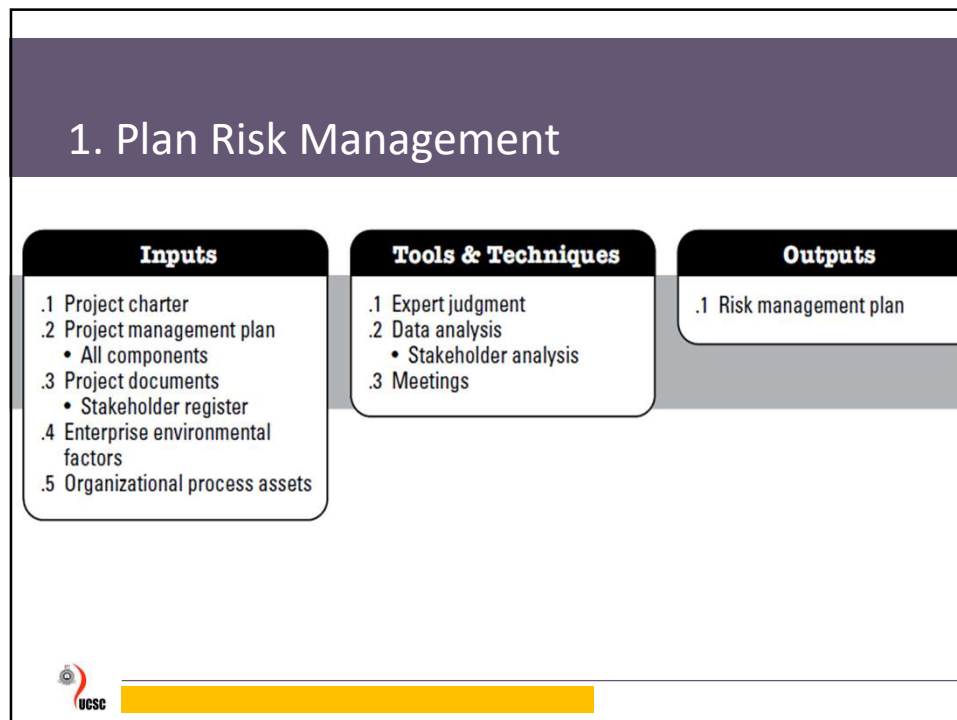 1. Plan Risk Management
Inputs
.1 Project charter
.2 Project management plan
• All components
.3 Project documents
• Stakeholder register
.4 Enterprise environmental
factors
.5 Organizational process assets
Tools & Techniques
.1 Expert judgment
.2 Data analysis
• Stakeholder analysis
.3 Meetings
Outputs
.1 Risk management plan
UCSC